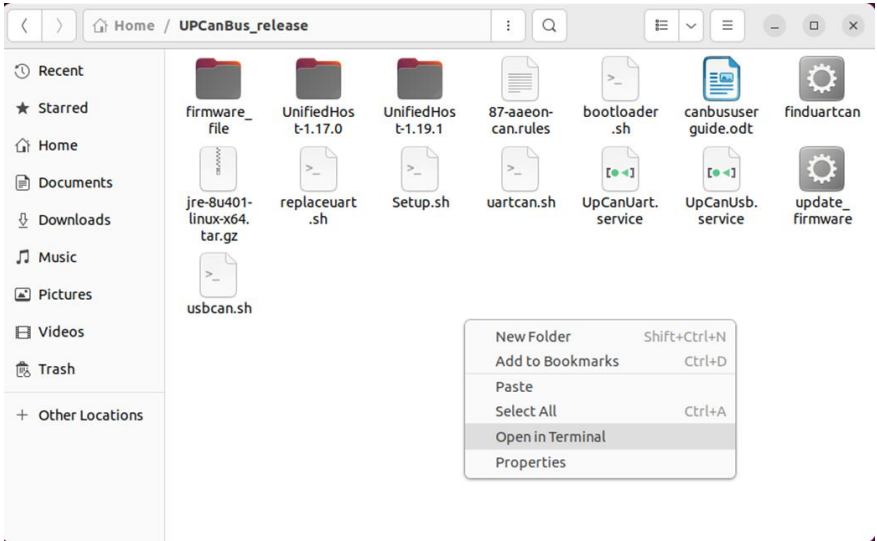 Home / UPCanBus_release
Recent
Starred
Home
Documents
Downloads
Music
Pictures
Videos
Trash
+ Other Locations
firmware_
file
UnifiedHos
t-1.17.0
UnifiedHos
t-1.19.1
87-aaeon-
can.rules
bootloader
.sh
canbususer
guide.odt
finduartcan
jre-8u401-
linux-x64.
tar.gz
replaceuart
.sh
Setup.sh
uartcan.sh
UpCanUart.
service
UpCanUsb.
service
update_
firmware
usbcan.sh
New Folder Shift+Ctrl+N
Add to Bookmarks Ctrl+D
Paste
Select All Ctrl+A
Open in Terminal
Properties